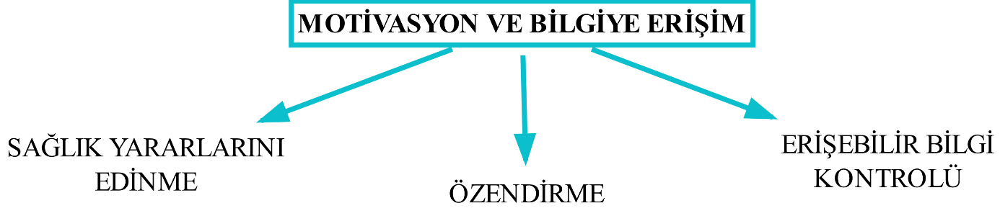 MOTİVASYON VE BİLGİYE ERİŞİM
SAĞLIK YARARLARINI
EDİNME
ÖZENDİRME
ERİŞEBİLİR BİLGİ
KONTROLÜ